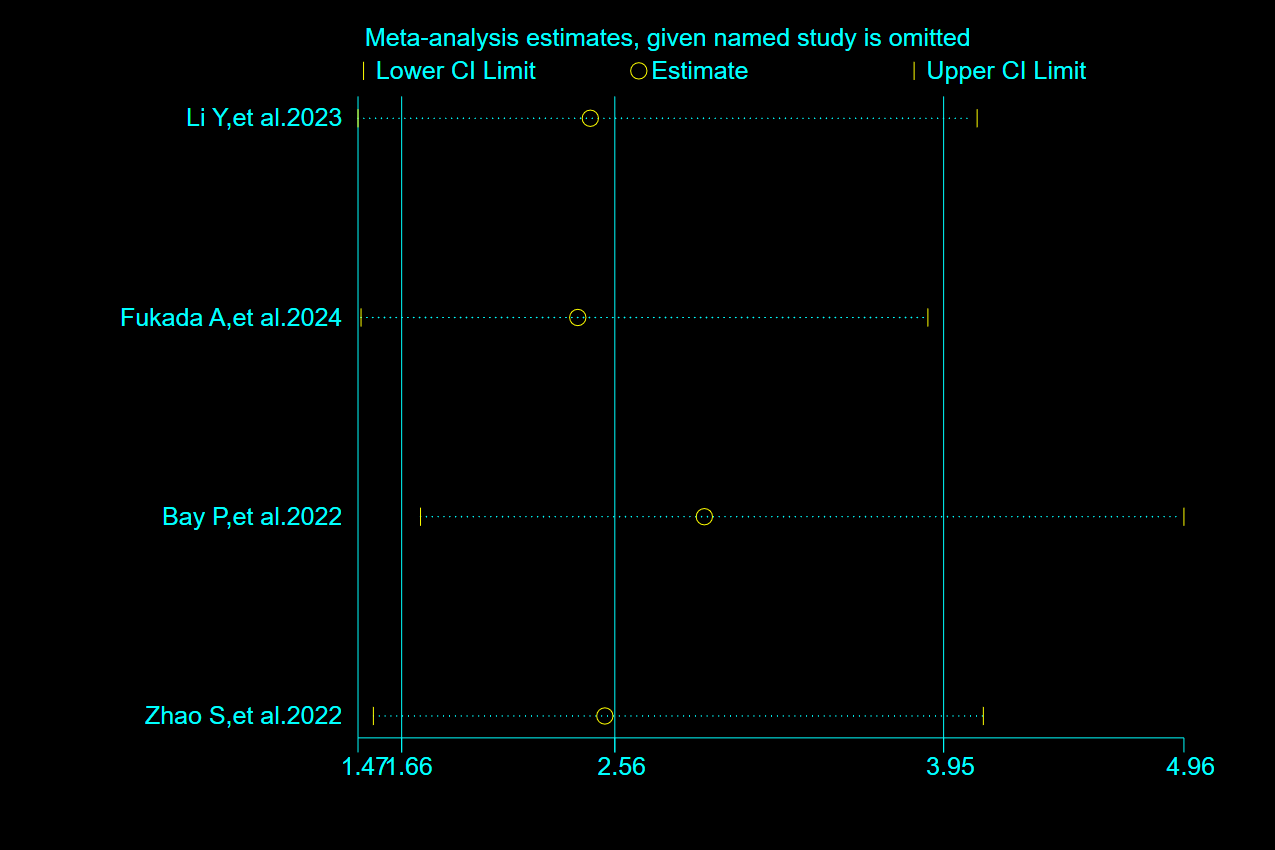 Meta-analysis estimates, given named study is omitted
Lower CI Limit Estimate Upper CI Limit
Li Y,et al.2023
Fukada A,et al.2024
Bay P,et al.2022
Zhao S,et al.2022
1.47 1.66 2.56 3.95 4.96